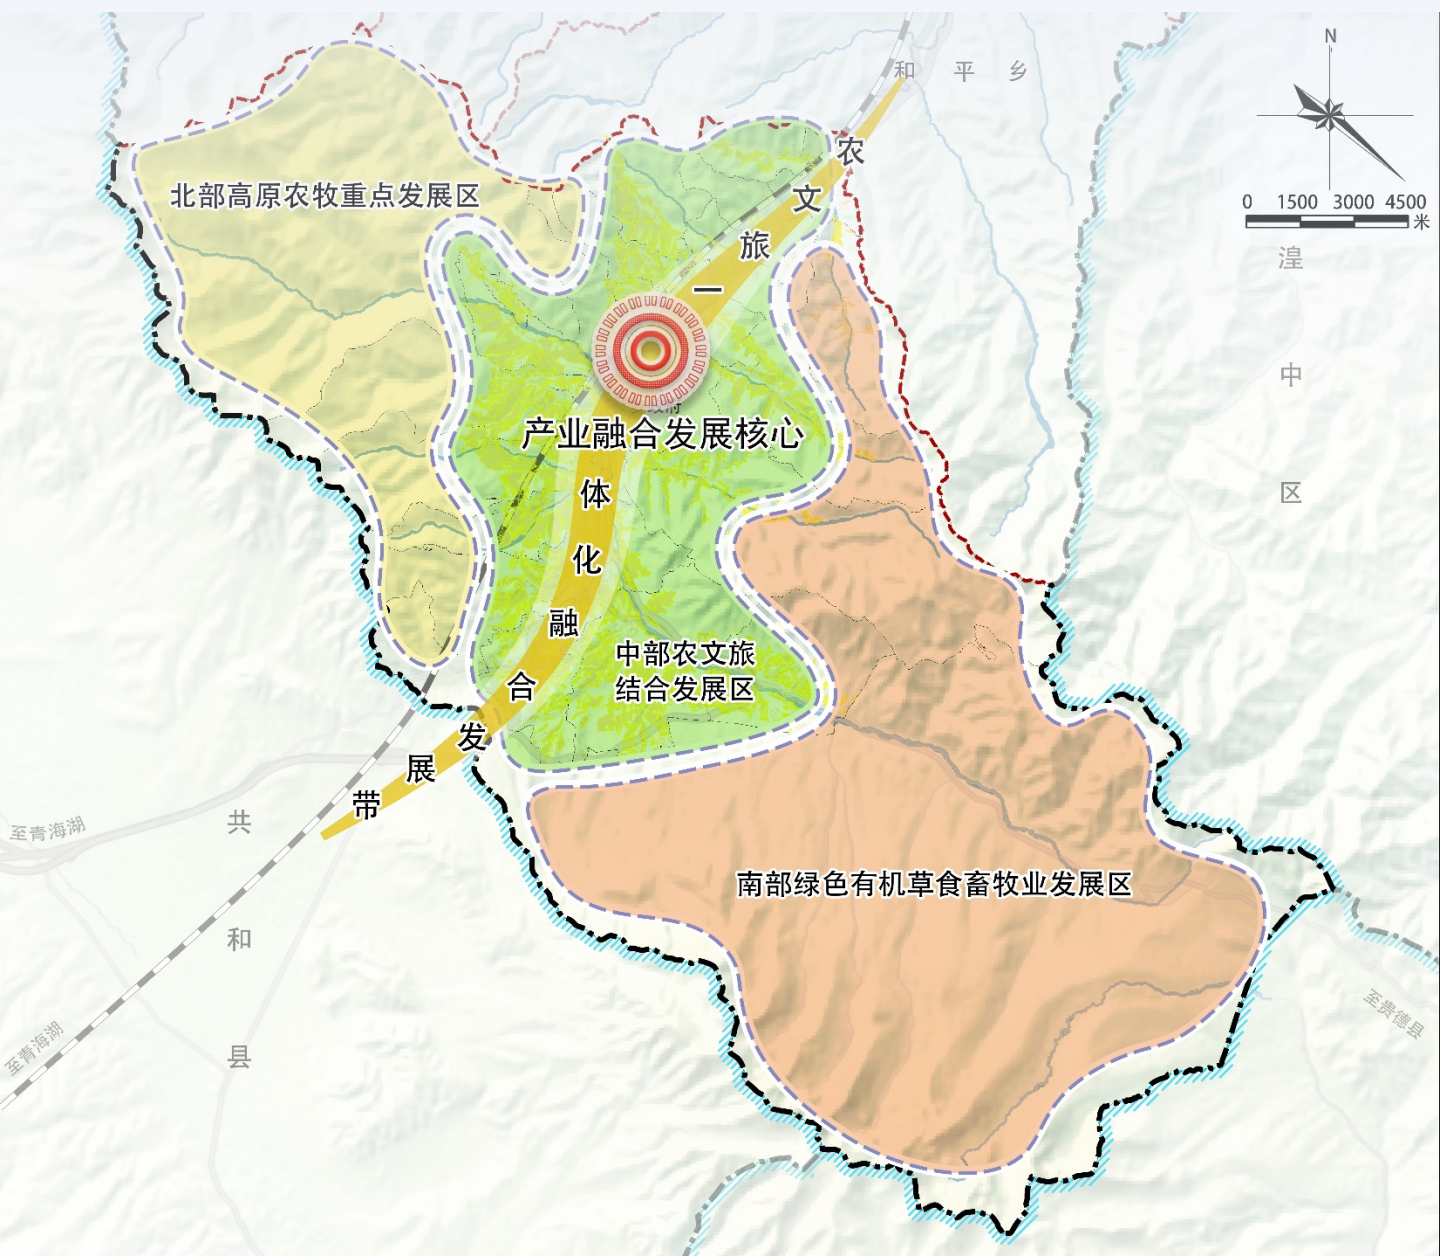 N
0 1500 3000 4500
米
和平乡
北部高原农牧重点发展区
农文旅一体化融合发展带
产业融合发展核心
中部农文旅
结合发展区
湟中区
南部绿色有机草食畜牧业发展区
共和县
至青海湖
至青海湖
至贵德县